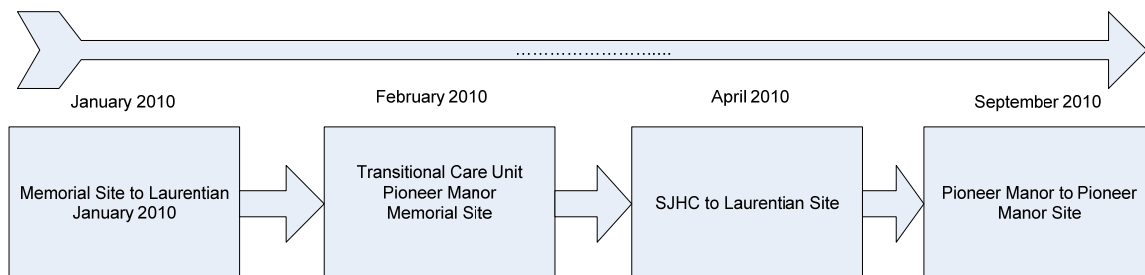 ……………………....
January 2010
February 2010
April 2010
September 2010
Memorial Site to Laurentian
January 2010
Transitional Care Unit
Pioneer Manor
Memorial Site
SJHC to Laurentian Site
Pioneer Manor to Pioneer
Manor Site